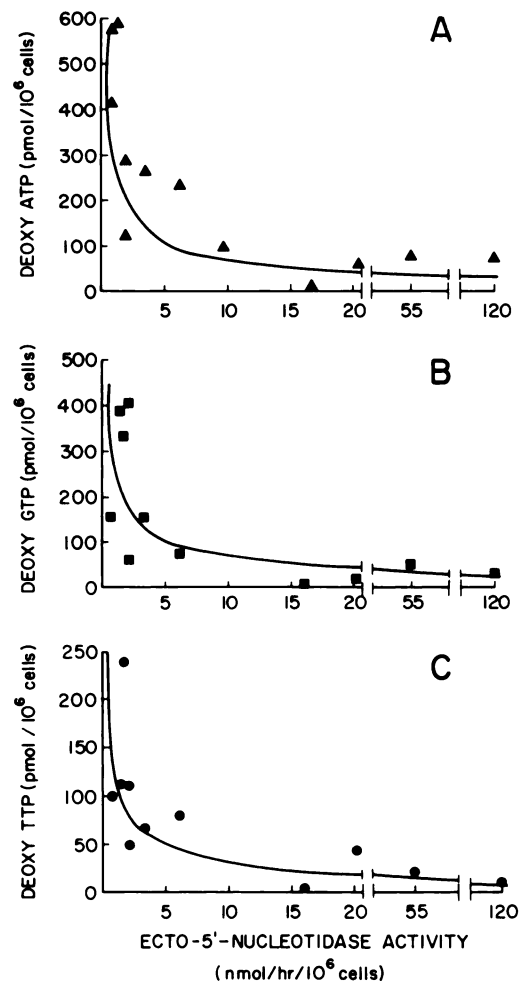 A
DEOXY ATP (pmol/10⁶ cells)
600
500
400
300
200
100
0
5 10 15 20 55 120
B
DEOXY GTP (pmol/10⁶ cells)
500
400
300
200
100
0
5 10 15 20 55 120
C
DEOXY TTP (pmol / 10⁶ cells)
250
200
150
100
50
0
5 10 15 20 55 120
ECTO-5'-NUCLEOTIDASE ACTIVITY
(nmol/hr/10⁶ cells)